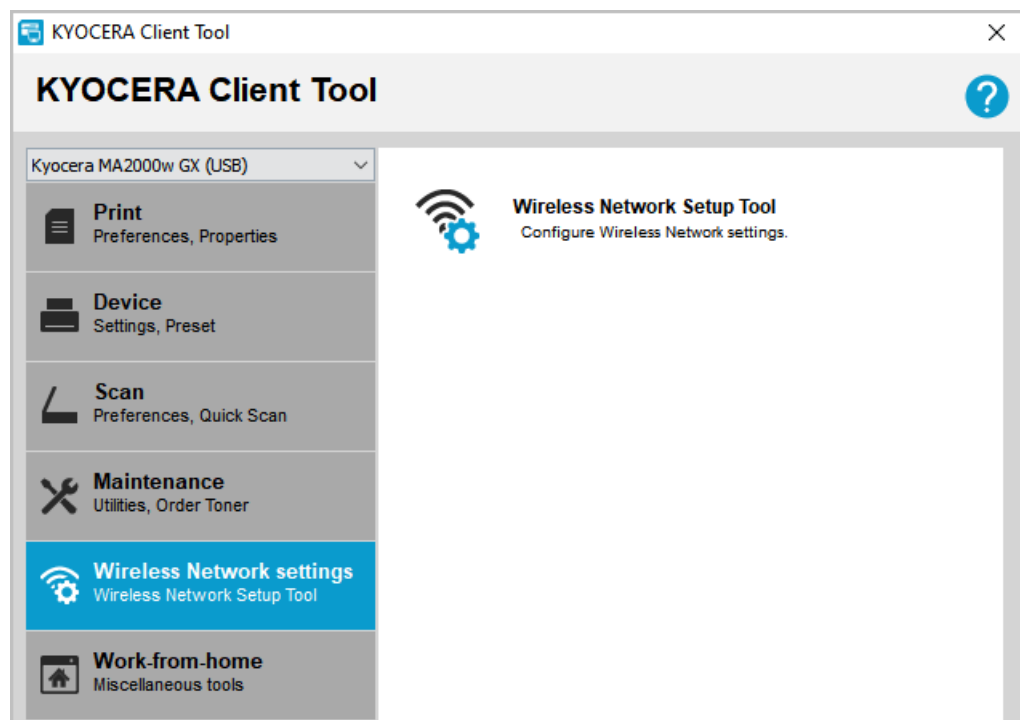 KYOCERA Client Tool
KYOCERA Client Tool
?
Kyocera MA2000w GX (USB)
Print
Preferences, Properties
Device
Settings, Preset
Scan
Preferences, Quick Scan
Maintenance
Utilities, Order Toner
Wireless Network settings
Wireless Network Setup Tool
Work-from-home
Miscellaneous tools
Wireless Network Setup Tool
Configure Wireless Network settings.